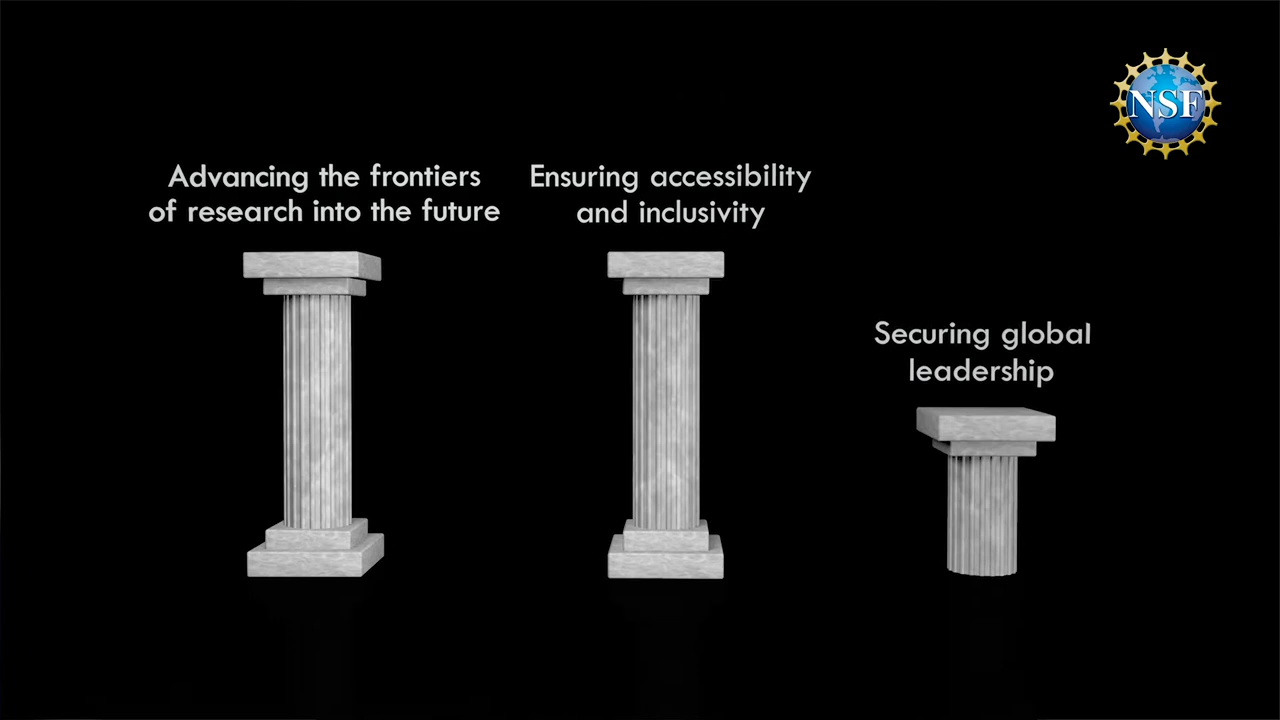 NSF
Advancing the frontiers
of research into the future
Ensuring accessibility
and inclusivity
Securing global
leadership